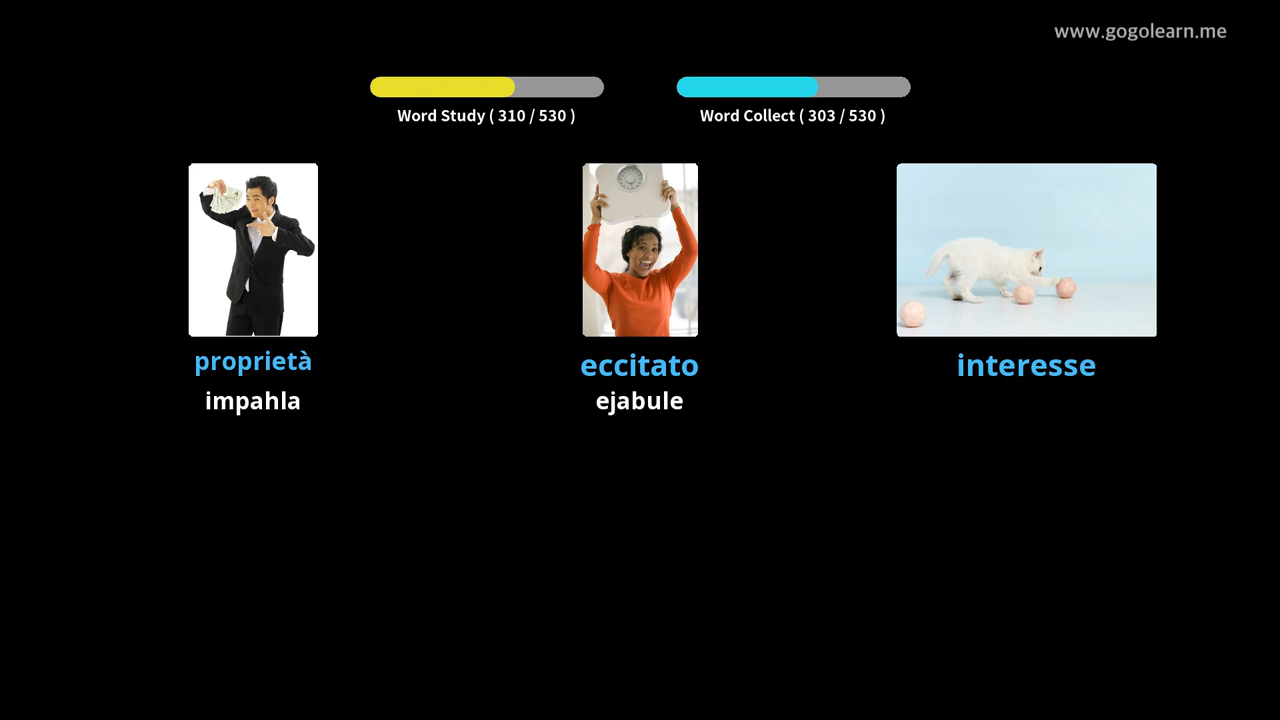 www.gogolearn.me
Word Study ( 310 / 530 )
Word Collect ( 303 / 530 )
proprietà
impahla
eccitato
ejabule
interesse